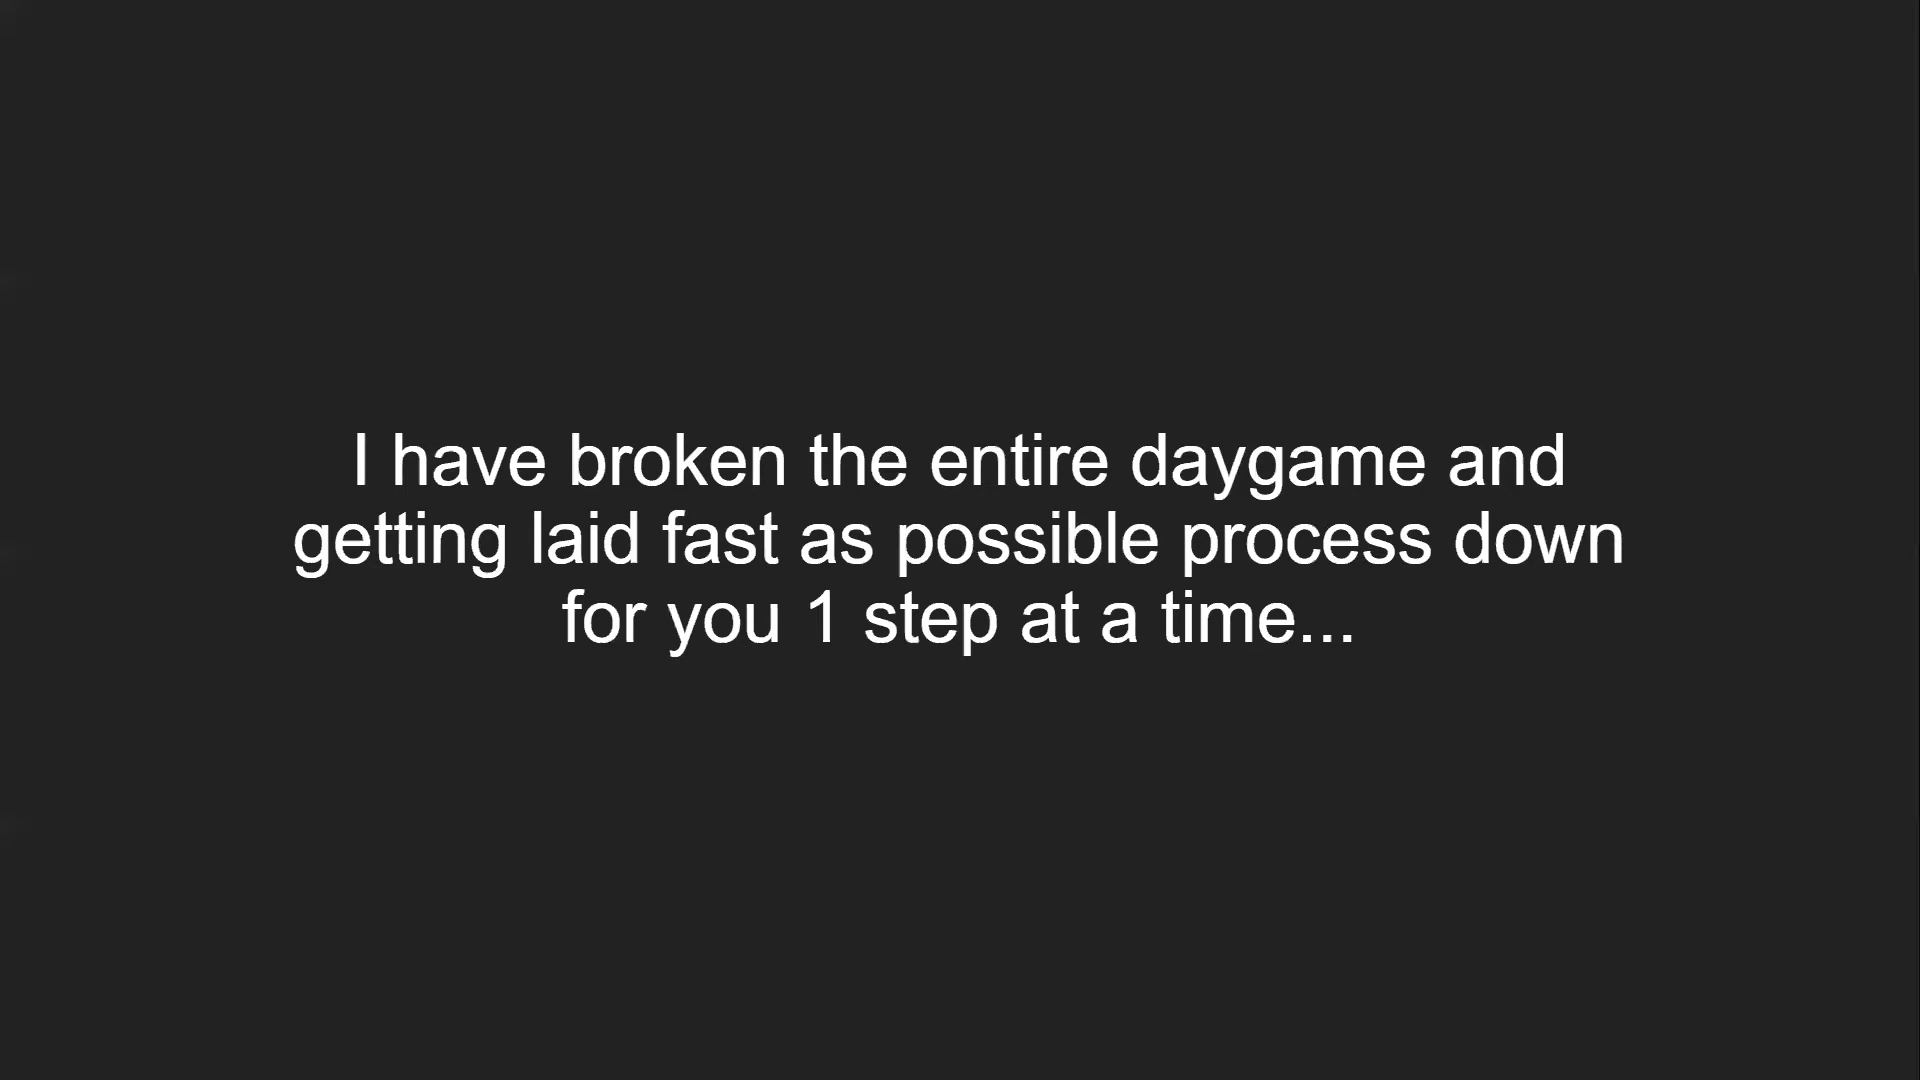 I have broken the entire daygame and
getting laid fast as possible process down
for you 1 step at a time...